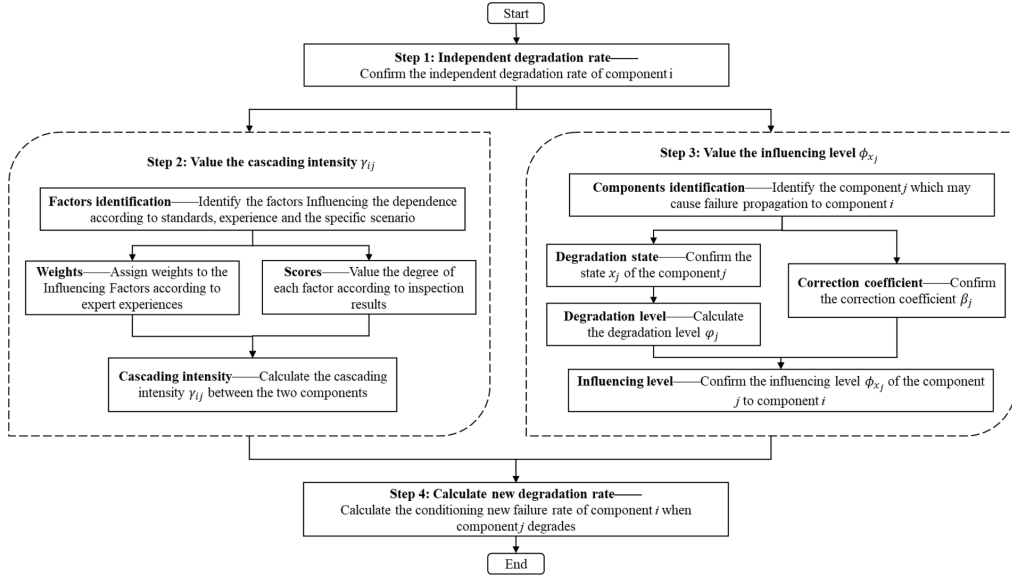 Start
Step 1: Independent degradation rate——
Confirm the independent degradation rate of component i
Step 2: Value the cascading intensity γij
Factors identification——Identify the factors Influencing the dependence
according to standards, experience and the specific scenario
Weights——Assign weights to the
Influencing Factors according to
expert experiences
Scores——Value the degree of
each factor according to inspection
results
Cascading intensity——Calculate the cascading
intensity γij between the two components
Step 3: Value the influencing level ϕxj
Components identification——Identify the component j which may
cause failure propagation to component i
Degradation state——Confirm the
state xj of the component j
Degradation level——Calculate
the degradation level φj
Correction coefficient——Confirm
the correction coefficient βj
Influencing level——Confirm the influencing level ϕxj of the component
j to component i
Step 4: Calculate new degradation rate——
Calculate the conditioning new failure rate of component i when
component j degrades
End